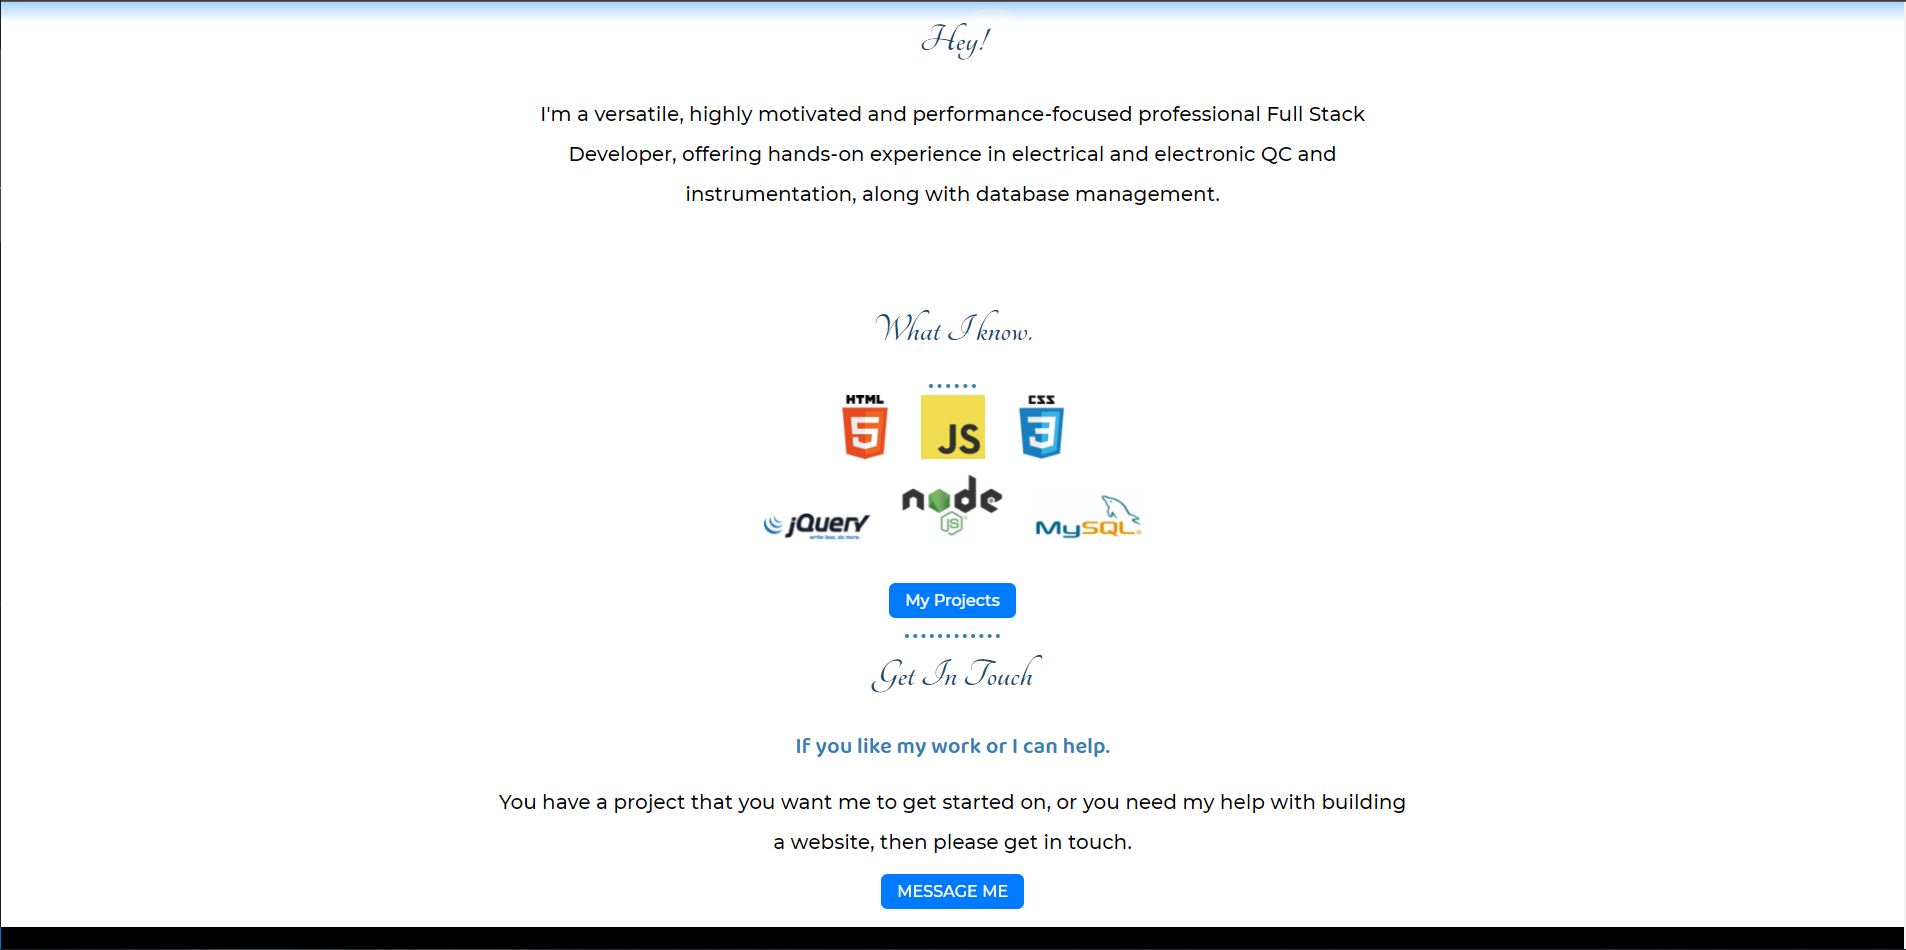 Hey!
I'm a versatile, highly motivated and performance-focused professional Full Stack
Developer, offering hands-on experience in electrical and electronic QC and
instrumentation, along with database management.
What I know.
HTML
5
JS
CSS
3
jQuery
write less, do more.
node
JS
MySQL
My Projects
Get In Touch
If you like my work or I can help.
You have a project that you want me to get started on, or you need my help with building
a website, then please get in touch.
MESSAGE ME